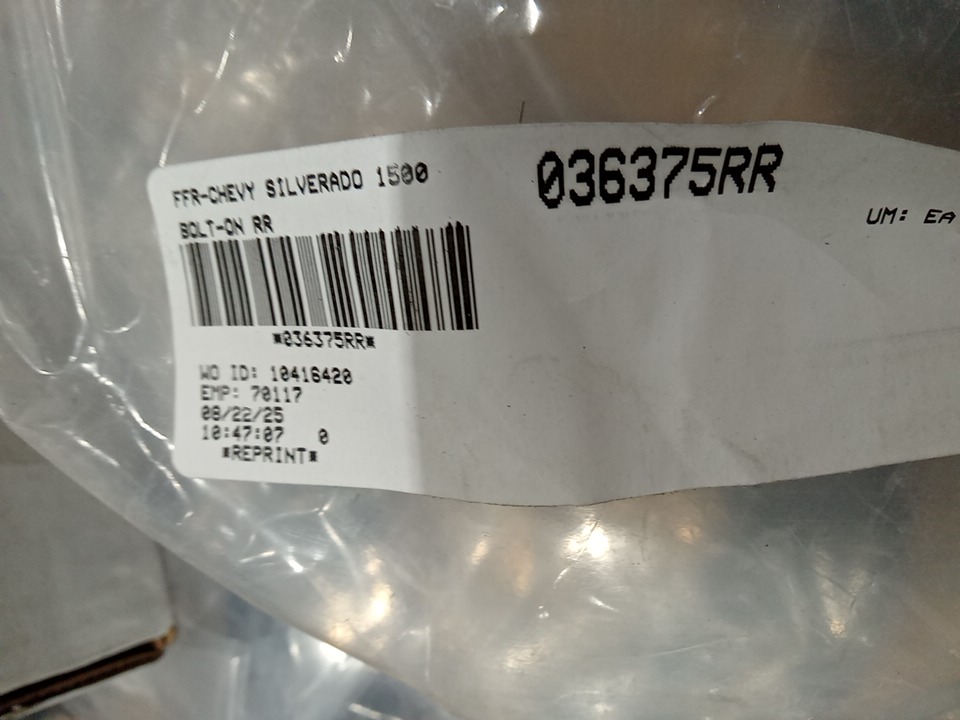 FFR-CHEVY SILVERADO 1500
BOLT-ON RR
*036375RR*
WO ID: 10416420
EMP: 70117
08/22/25
10:47:07 0
*REPRINT*
036375RR
UM: EA